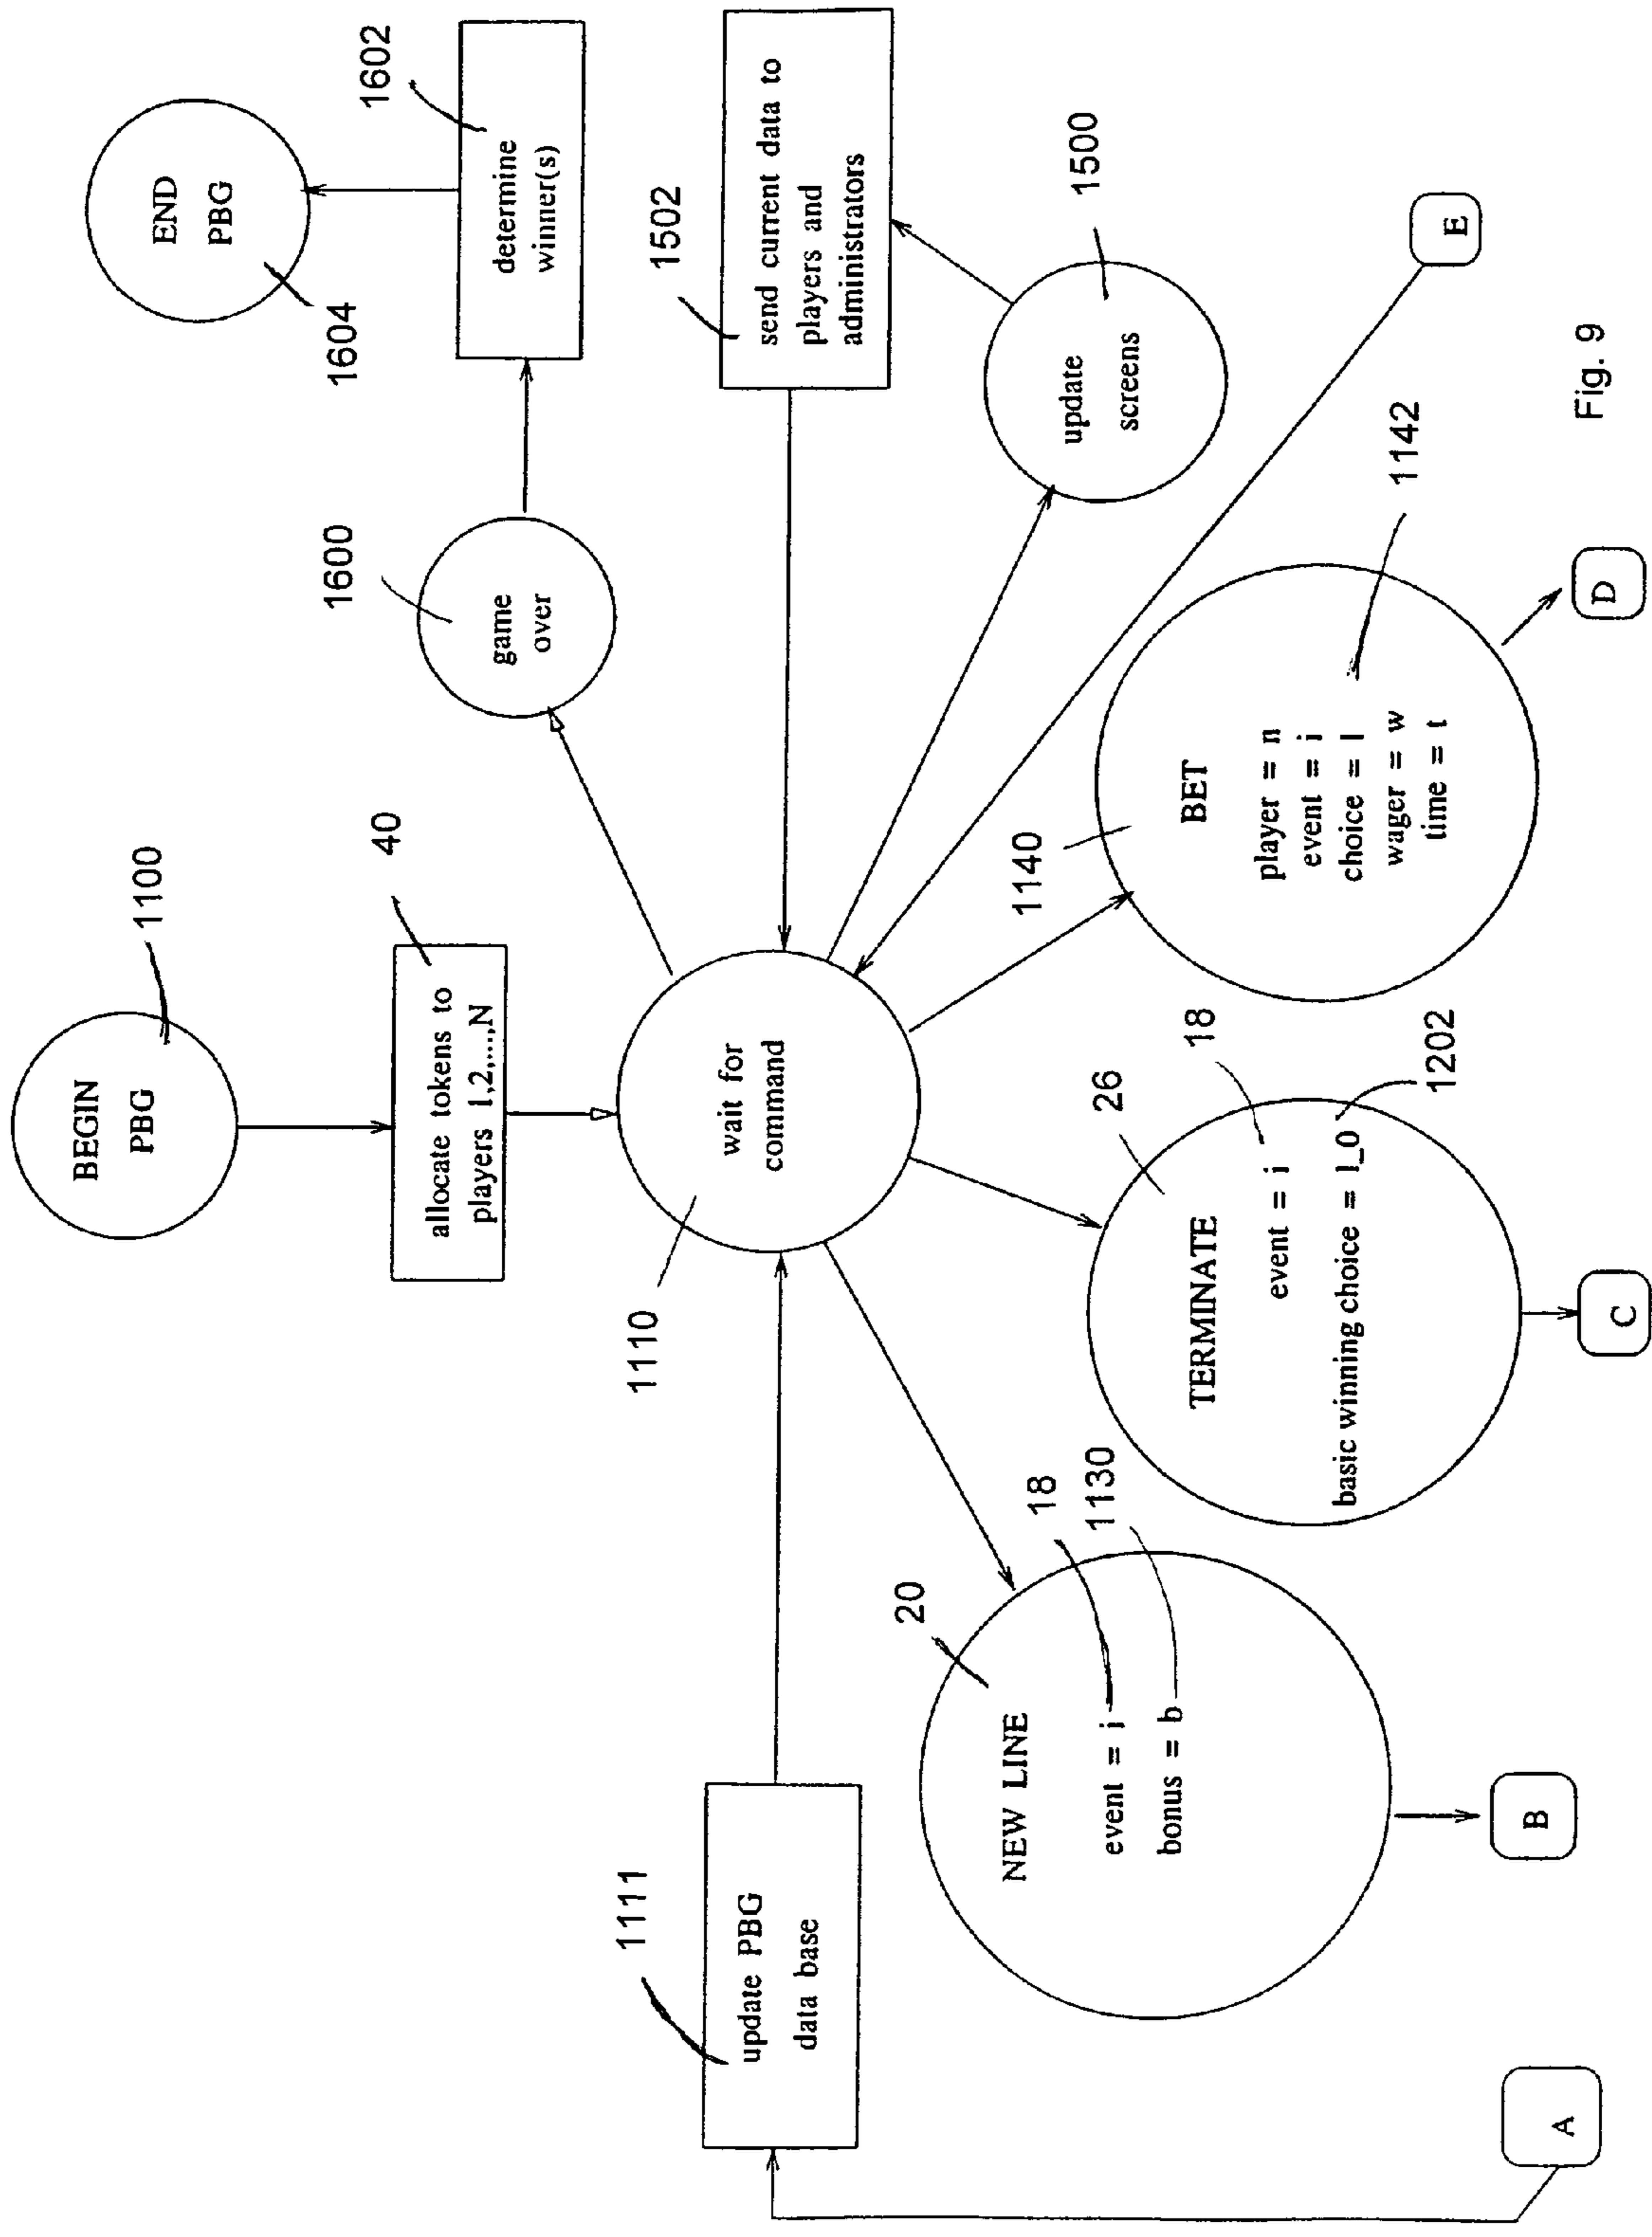 BEGIN
PBG
1100
allocate tokens to
players 1,2,...,N
40
wait for
command
1110
update PBG
data base
1111
game
over
1600
determine
winner(s)
1602
END
PBG
1604
send current data to
players and
administrators
1502
update
screens
1500
NEW LINE
event = i
bonus = b
20
18
1130
TERMINATE
event = i
basic winning choice = l_0
26
18
1202
BET
player = n
event = i
choice = l
wager = w
time = t
1140
1142
A
B
C
D
E
Fig. 9